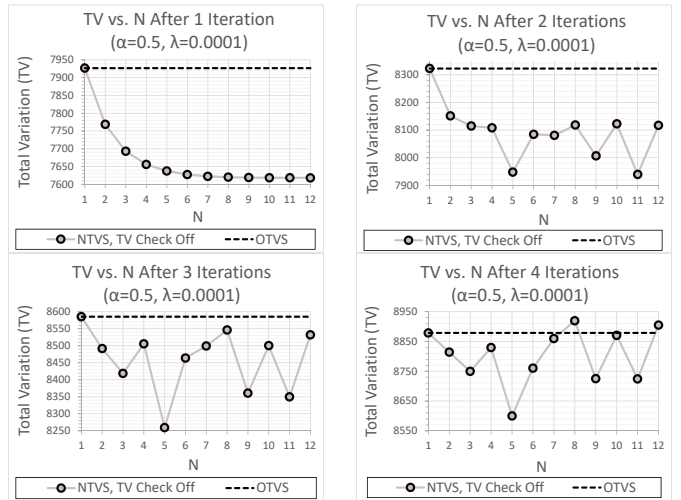 TV vs. N After 1 Iteration
(α=0.5, λ=0.0001)
Total Variation (TV)
7950
7900
7850
7800
7750
7700
7650
7600
1 2 3 4 5 6 7 8 9 10 11 12
N
NTVS, TV Check Off OTVS
TV vs. N After 2 Iterations
(α=0.5, λ=0.0001)
Total Variation (TV)
8300
8200
8100
8000
7900
1 2 3 4 5 6 7 8 9 10 11 12
N
NTVS, TV Check Off OTVS
TV vs. N After 3 Iterations
(α=0.5, λ=0.0001)
Total Variation (TV)
8600
8550
8500
8450
8400
8350
8300
8250
1 2 3 4 5 6 7 8 9 10 11 12
N
NTVS, TV Check Off OTVS
TV vs. N After 4 Iterations
(α=0.5, λ=0.0001)
Total Variation (TV)
8950
8850
8750
8650
8550
1 2 3 4 5 6 7 8 9 10 11 12
N
NTVS, TV Check Off OTVS